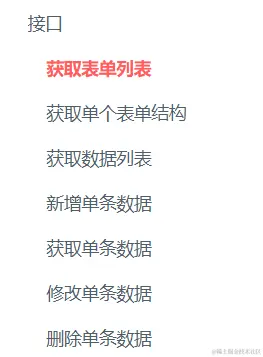 接口
获取表单列表
获取单个表单结构
获取数据列表
新增单条数据
获取单条数据
修改单条数据
删除单条数据
@稀土掘金技术社区